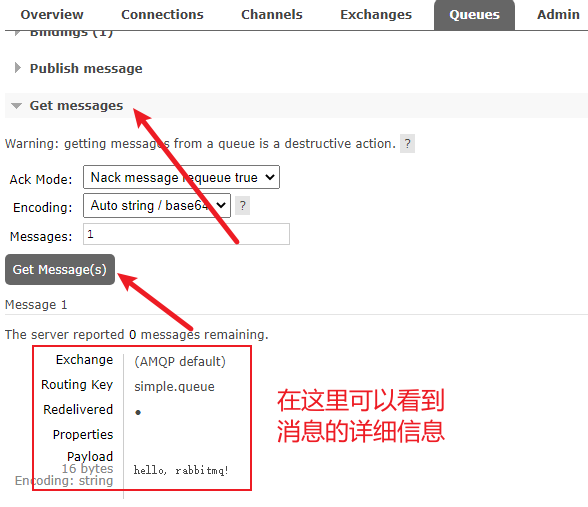 Overview Connections Channels Exchanges Queues Admin
Bindings (1)
Publish message
Get messages
Warning: getting messages from a queue is a destructive action. ?
Ack Mode: Nack message requeue true
Encoding: Auto string / base64 ?
Messages: 1
Get Message(s)
Message 1
The server reported 0 messages remaining.
Exchange (AMQP default)
Routing Key simple.queue
Redelivered ●
Properties
Payload
16 bytes hello, rabbitmq!
Encoding: string
在这里可以看到
消息的详细信息